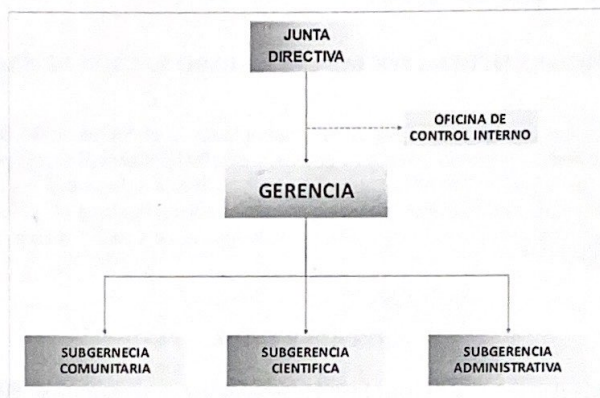 JUNTA
DIRECTIVA
OFICINA DE
CONTROL INTERNO
GERENCIA
SUBGERNECIA
COMUNITARIA
SUBGERENCIA
CIENTIFICA
SUBGERENCIA
ADMINISTRATIVA